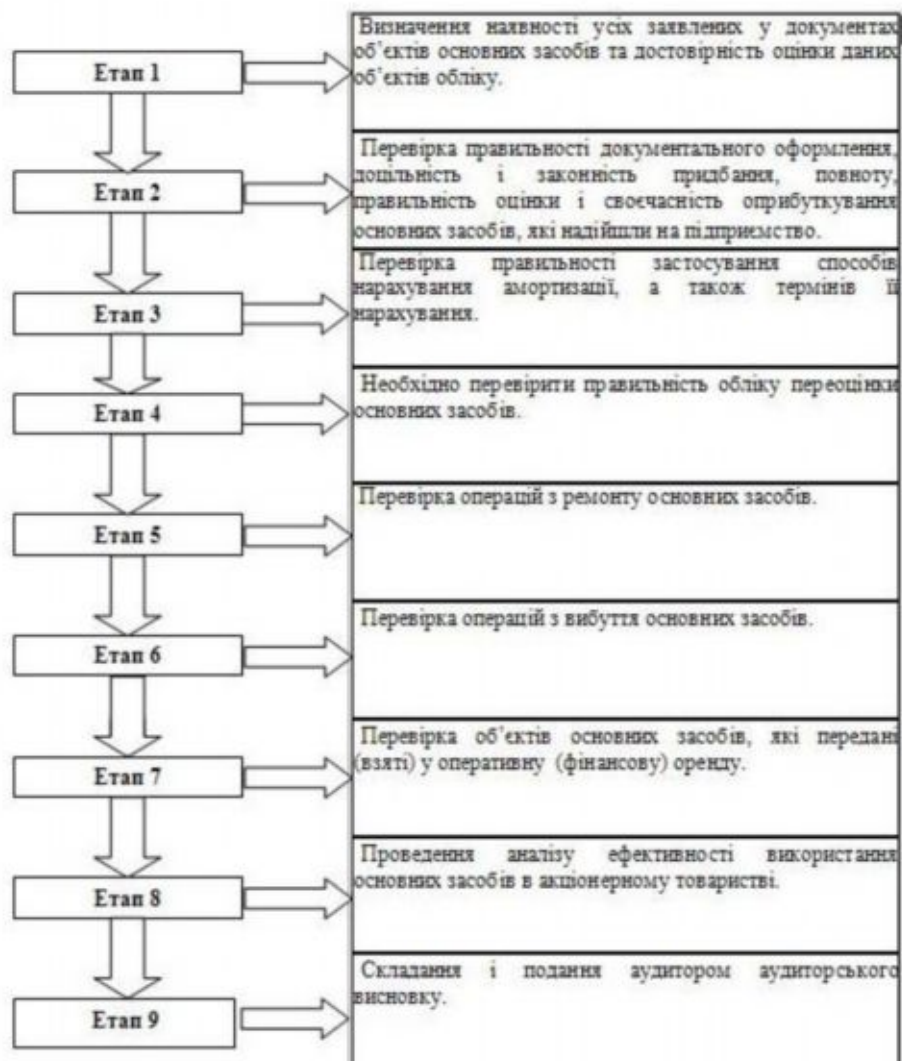 Етап 1
Визначення наявності усіх заявлених у документах
об’єктів основних засобів та достовірність оцінки даних
об’єктів обліку.
Етап 2
Перевірка правильності документального оформлення,
доцільність і законність придбання, повноту,
правильність оцінки і своєчасність оприбуткування
основних засобів, які надійшли на підприємство.
Етап 3
Перевірка правильності застосування способів
нарахування амортизації, а також термінів її
нарахування.
Етап 4
Необхідно перевірити правильність обліку переоцінки
основних засобів.
Етап 5
Перевірка операцій з ремонту основних засобів.
Етап 6
Перевірка операцій з вибуття основних засобів.
Етап 7
Перевірка об’єктів основних засобів, які передані
(взяті) у оперативну (фінансову) оренду.
Етап 8
Проведення аналізу ефективності використання
основних засобів в акціонерному товаристві.
Етап 9
Складання і подання аудитором аудиторського
висновку.